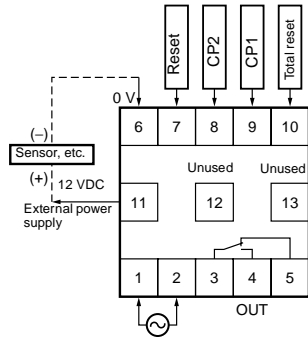 Reset
CP2
CP1
Total reset
0 V
6 7 8 9 10
(−)
Sensor, etc.
(+)
12 VDC
Unused Unused
External power
supply
11 12 13
1 2 3 4 5
OUT